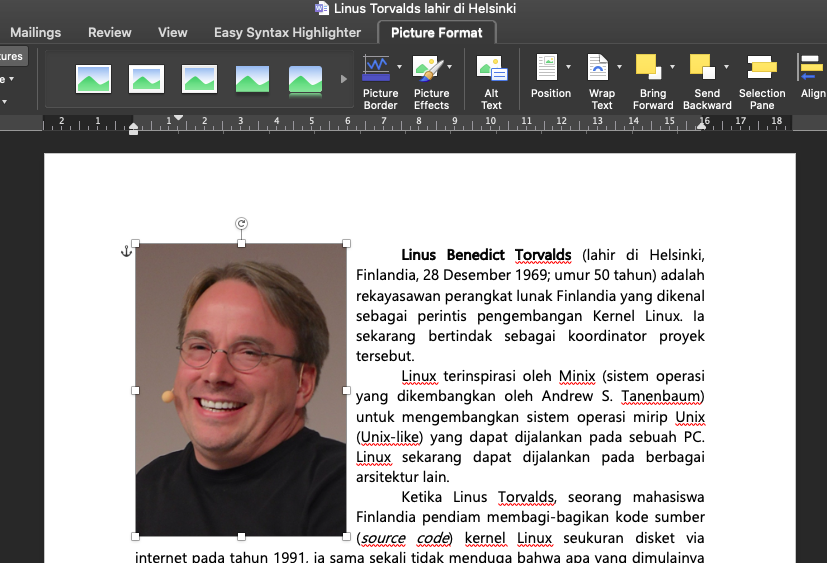 Linus Torvalds lahir di Helsinki
Mailings Review View Easy Syntax Highlighter Picture Format
Picture Border
Picture Effects
Alt Text
Position
Wrap Text
Bring Forward
Send Backward
Selection Pane
Align
2 1 1 2 3 4 5 6 7 8 9 10 11 12 13 14 15 16 17 18
Linus Benedict Torvalds (lahir di Helsinki,
Finlandia, 28 Desember 1969; umur 50 tahun) adalah
rekayasawan perangkat lunak Finlandia yang dikenal
sebagai perintis pengembangan Kernel Linux. Ia
sekarang bertindak sebagai koordinator proyek
tersebut.
Linux terinspirasi oleh Minix (sistem operasi
yang dikembangkan oleh Andrew S. Tanenbaum)
untuk mengembangkan sistem operasi mirip Unix
(Unix-like) yang dapat dijalankan pada sebuah PC.
Linux sekarang dapat dijalankan pada berbagai
arsitektur lain.
Ketika Linus Torvalds, seorang mahasiswa
Finlandia pendiam membagi-bagikan kode sumber
(source code) kernel Linux seukuran disket via
internet pada tahun 1991, ia sama sekali tidak menduga bahwa apa yang dimulainya